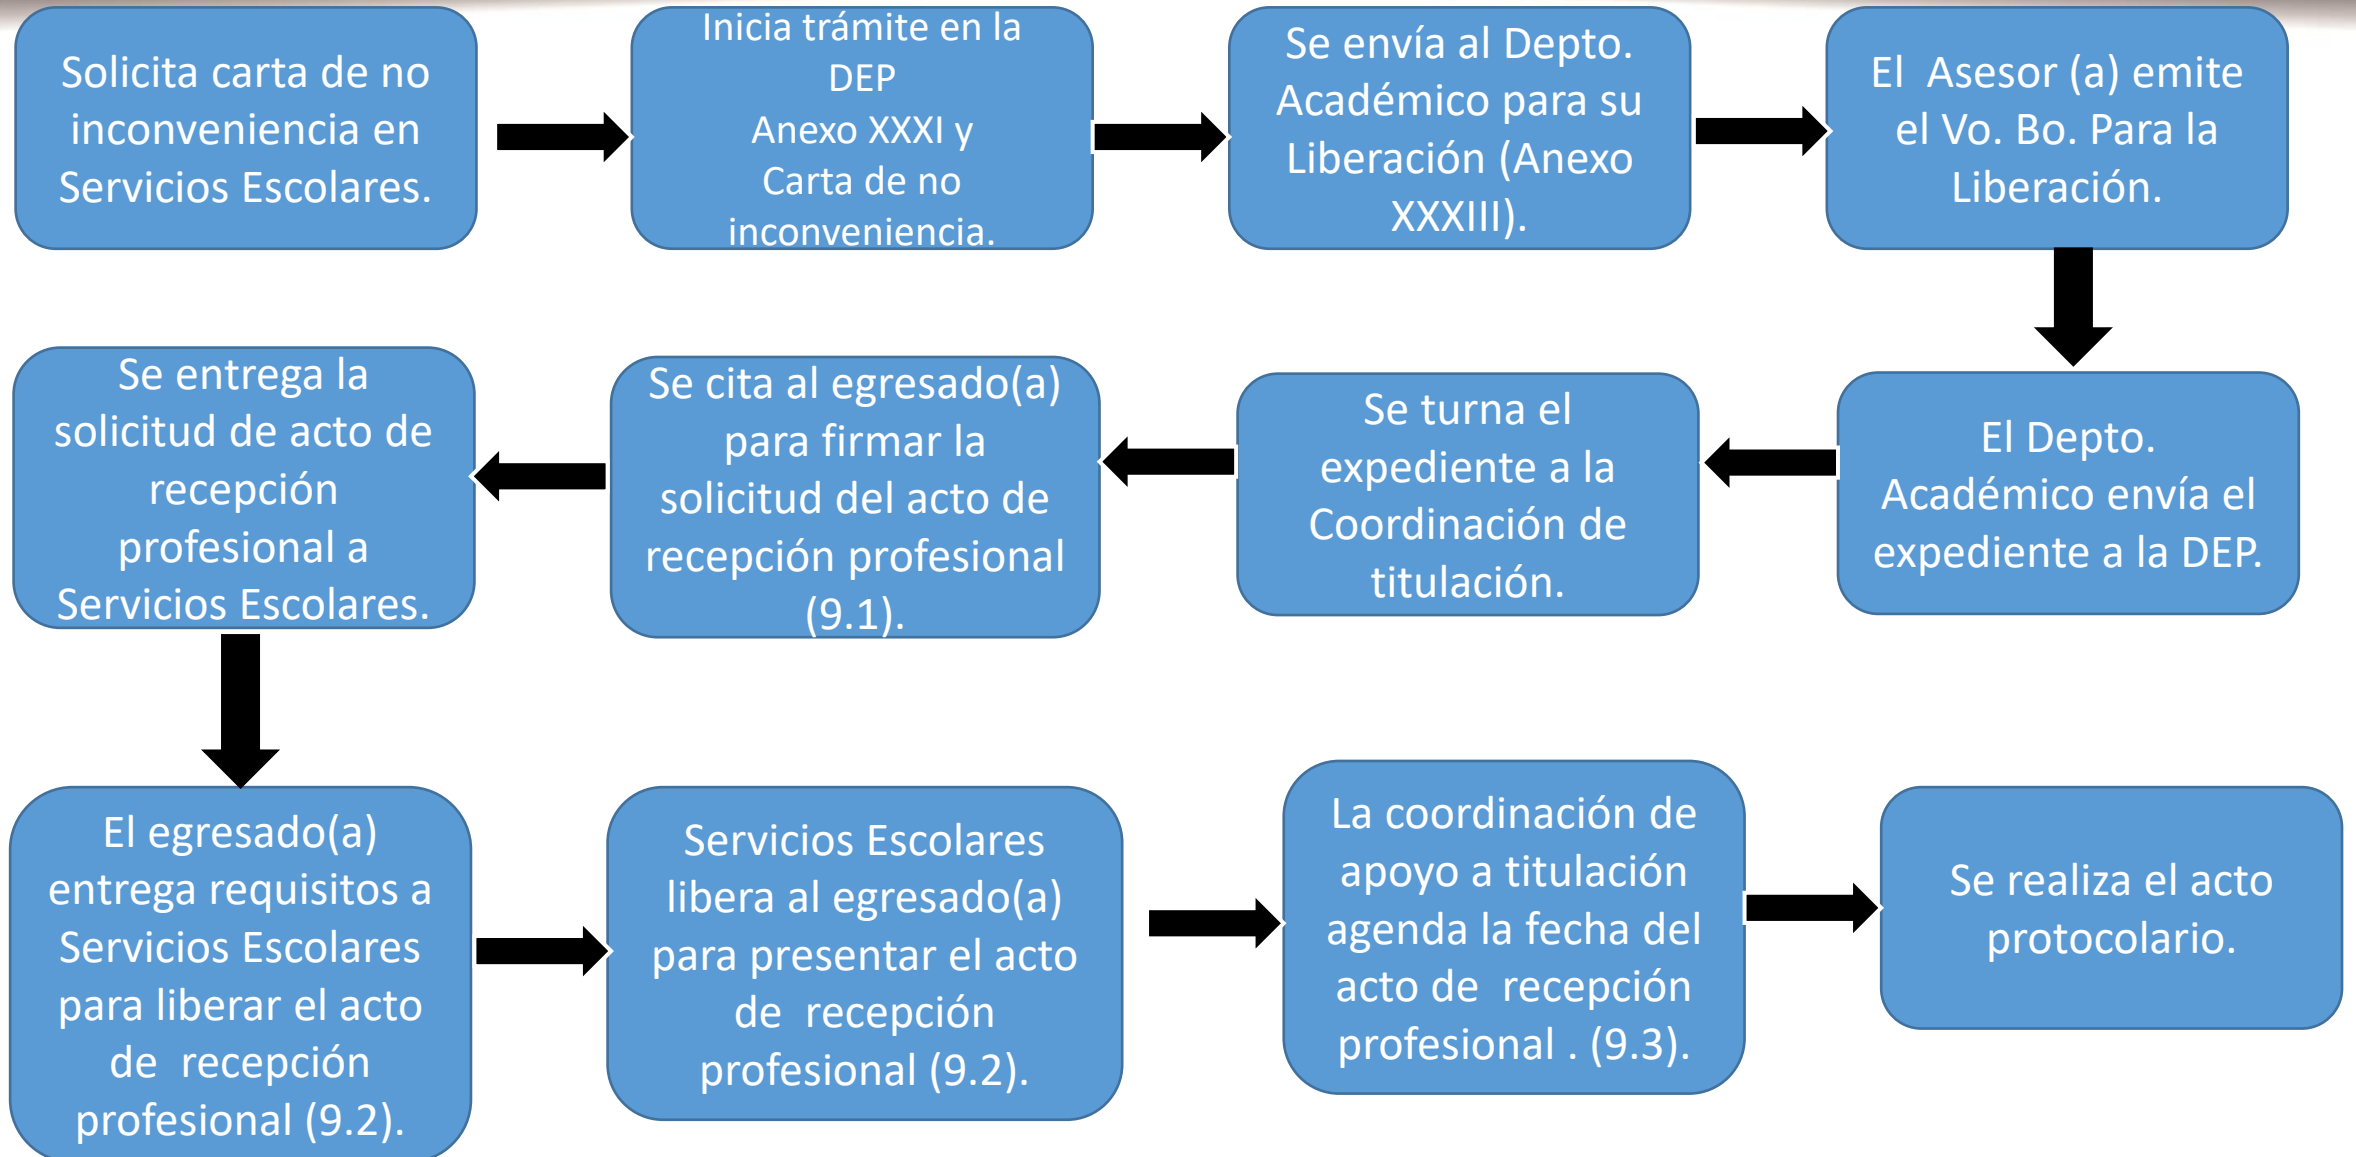 Solicita carta de no
inconveniencia en
Servicios Escolares.
Inicia trámite en la
DEP
Anexo XXXI y
Carta de no
inconveniencia.
Se envía al Depto.
Académico para su
Liberación (Anexo
XXXIII).
El  Asesor (a) emite
el Vo. Bo. Para la
Liberación.
El Depto.
Académico envía el
expediente a la DEP.
Se turna el
expediente a la
Coordinación de
titulación.
Se cita al egresado(a)
para firmar la
solicitud del acto de
recepción profesional
(9.1).
Se entrega la
solicitud de acto de
recepción
profesional a
Servicios Escolares.
El egresado(a)
entrega requisitos a
Servicios Escolares
para liberar el acto
de  recepción
profesional (9.2).
Servicios Escolares
libera al egresado(a)
para presentar el acto
de  recepción
profesional (9.2).
La coordinación de
apoyo a titulación
agenda la fecha del
acto de  recepción
profesional . (9.3).
Se realiza el acto
protocolario.